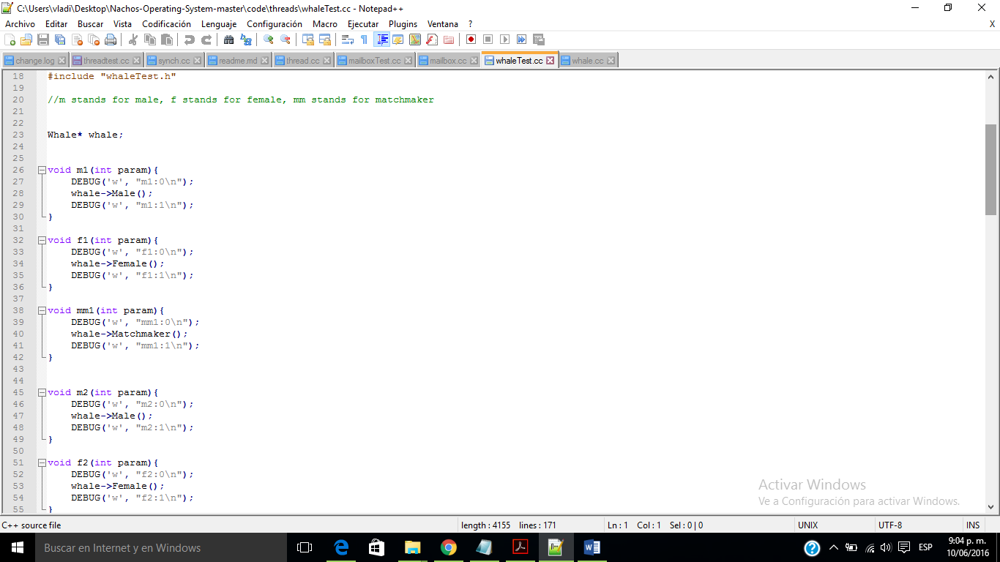 C:\Users\vladi\Desktop\Nachos-Operating-System-master\code\threads\whaleTest.cc - Notepad++
Archivo Editar Buscar Vista Codificación Lenguaje Configuración Macro Ejecutar Plugins Ventana ? X
change.log threadtest.cc synch.cc readme.md thread.cc mailboxTest.cc mailbox.cc whaleTest.cc whale.cc
18 #include "whaleTest.h"
19
20 //m stands for male, f stands for female, mm stands for matchmaker
21
22
23 Whale* whale;
24
25
26 void m1(int param){
27 DEBUG('w', "m1:0\n");
28 whale->Male();
29 DEBUG('w', "m1:1\n");
30 }
31
32 void f1(int param){
33 DEBUG('w', "f1:0\n");
34 whale->Female();
35 DEBUG('w', "f1:1\n");
36 }
37
38 void mm1(int param){
39 DEBUG('w', "mm1:0\n");
40 whale->Matchmaker();
41 DEBUG('w', "mm1:1\n");
42 }
43
44
45 void m2(int param){
46 DEBUG('w', "m2:0\n");
47 whale->Male();
48 DEBUG('w', "m2:1\n");
49 }
50
51 void f2(int param){
52 DEBUG('w', "f2:0\n");
53 whale->Female();
54 DEBUG('w', "f2:1\n");
55 }
Activar Windows
Ve a Configuración para activar Windows.
C++ source file length : 4155 lines : 171 Ln : 1 Col : 1 Sel : 0 | 0 UNIX UTF-8 INS
Buscar en Internet y en Windows
ESP
9:04 p. m.
10/06/2016